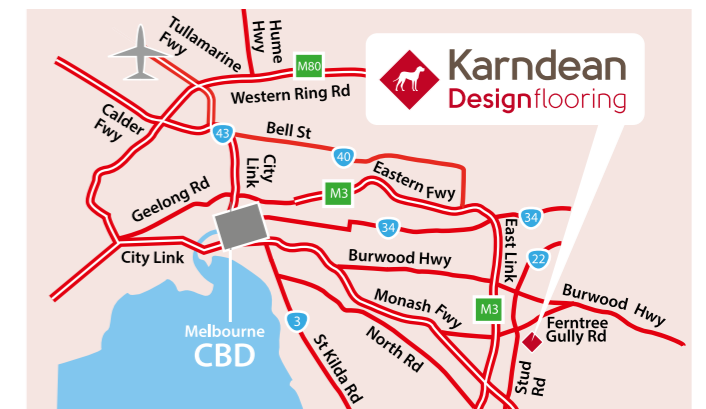 Tullamarine
Fwy
Hume
Hwy
M80
Western Ring Rd
Karndean
Designflooring
Calder
Fwy
43
Bell St
40
City
Link
Eastern Fwy
M3
Geelong Rd
34
34
City Link
Burwood Hwy
East Link
22
Burwood Hwy
Monash Fwy
M3
Ferntree
Gully Rd
3
North Rd
Melbourne
CBD
St Kilda Rd
Stud
Rd